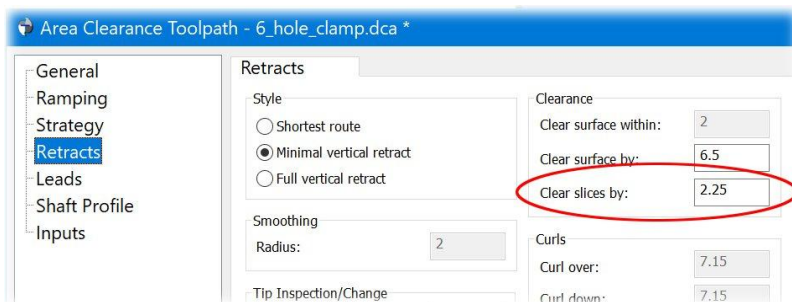 Area Clearance Toolpath - 6_hole_clamp.dca *
General
Ramping
Strategy
Retracts
Leads
Shaft Profile
Inputs
Retracts
Style
Shortest route
Minimal vertical retract
Full vertical retract
Smoothing
Radius: 2
Tip Inspection/Change
Clearance
Clear surface within: 2
Clear surface by: 6.5
Clear slices by: 2.25
Curls
Curl over: 7.15
Curl down: 7.15